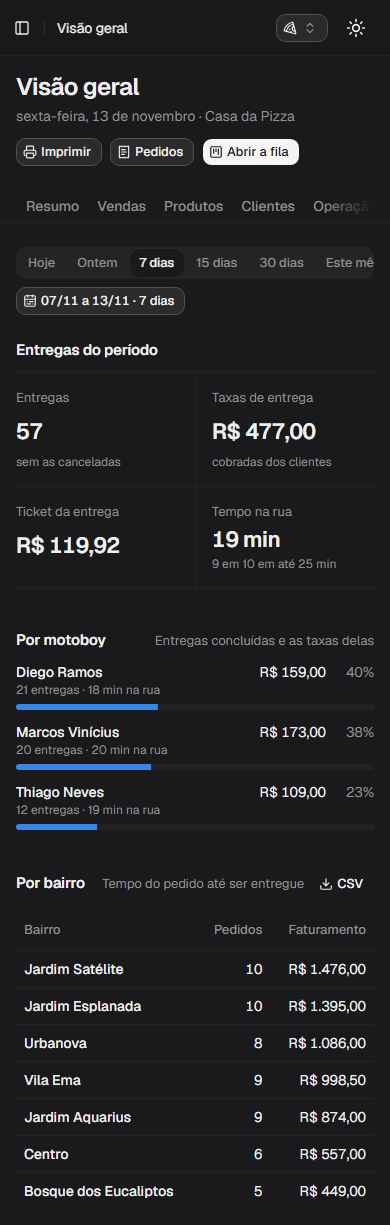 Visão geral
Visão geral
sexta-feira, 13 de novembro · Casa da Pizza
Imprimir Pedidos Abrir a fila
Resumo Vendas Produtos Clientes Operaçã
Hoje Ontem 7 dias 15 dias 30 dias Este mê
07/11 a 13/11 · 7 dias
Entregas do período
Entregas Taxas de entrega
57 R$ 477,00
sem as canceladas cobradas dos clientes
Ticket da entrega Tempo na rua
R$ 119,92 19 min
9 em 10 em até 25 min
Por motoboy Entregas concluídas e as taxas delas
Diego Ramos R$ 159,00 40%
21 entregas · 18 min na rua
Marcos Vinícius R$ 173,00 38%
20 entregas · 20 min na rua
Thiago Neves R$ 109,00 23%
12 entregas · 19 min na rua
Por bairro Tempo do pedido até ser entregue CSV
Bairro Pedidos Faturamento
Jardim Satélite 10 R$ 1.476,00
Jardim Esplanada 10 R$ 1.395,00
Urbanova 8 R$ 1.086,00
Vila Ema 9 R$ 998,50
Jardim Aquarius 9 R$ 874,00
Centro 6 R$ 557,00
Bosque dos Eucaliptos 5 R$ 449,00